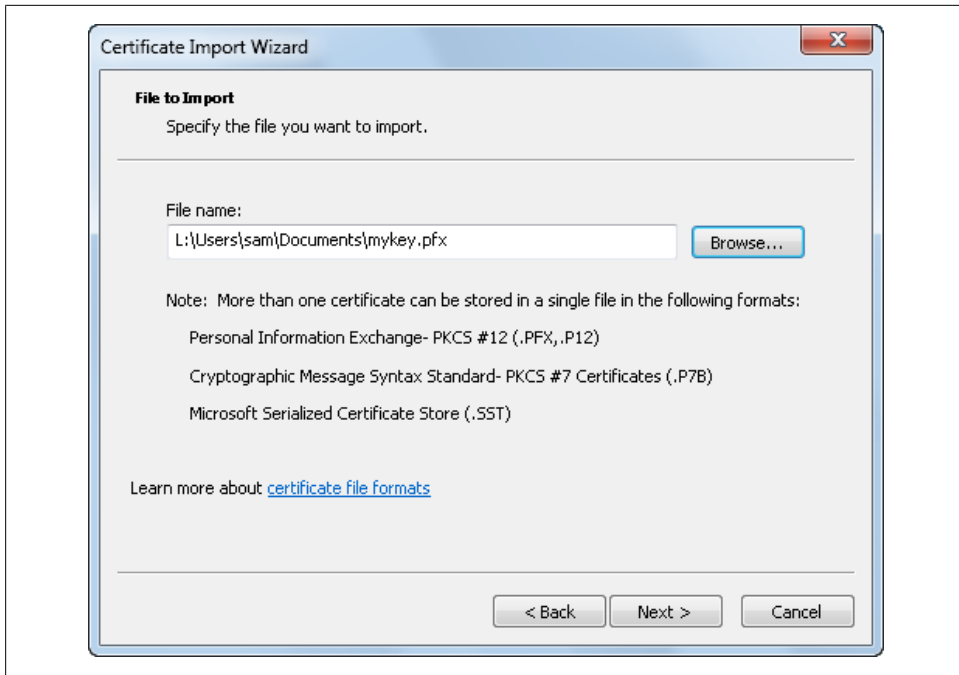 Certificate Import Wizard
File to Import
Specify the file you want to import.
File name:
L:\Users\sam\Documents\mykey.pfx
Browse...
Note: More than one certificate can be stored in a single file in the following formats:
Personal Information Exchange- PKCS #12 (.PFX,.P12)
Cryptographic Message Syntax Standard- PKCS #7 Certificates (.P7B)
Microsoft Serialized Certificate Store (.SST)
Learn more about certificate file formats
< Back
Next >
Cancel